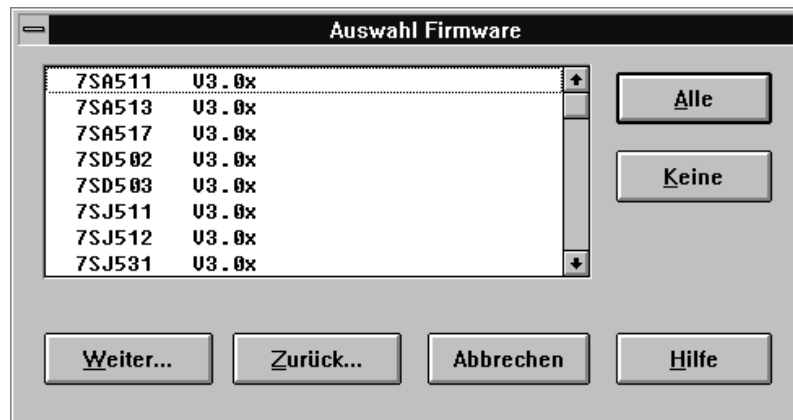 Auswahl Firmware
7SA511 V3.0x
7SA513 V3.0x
7SA517 V3.0x
7SD502 V3.0x
7SD503 V3.0x
7SJ511 V3.0x
7SJ512 V3.0x
7SJ531 V3.0x
Alle
Keine
Weiter...
Zurück...
Abbrechen
Hilfe